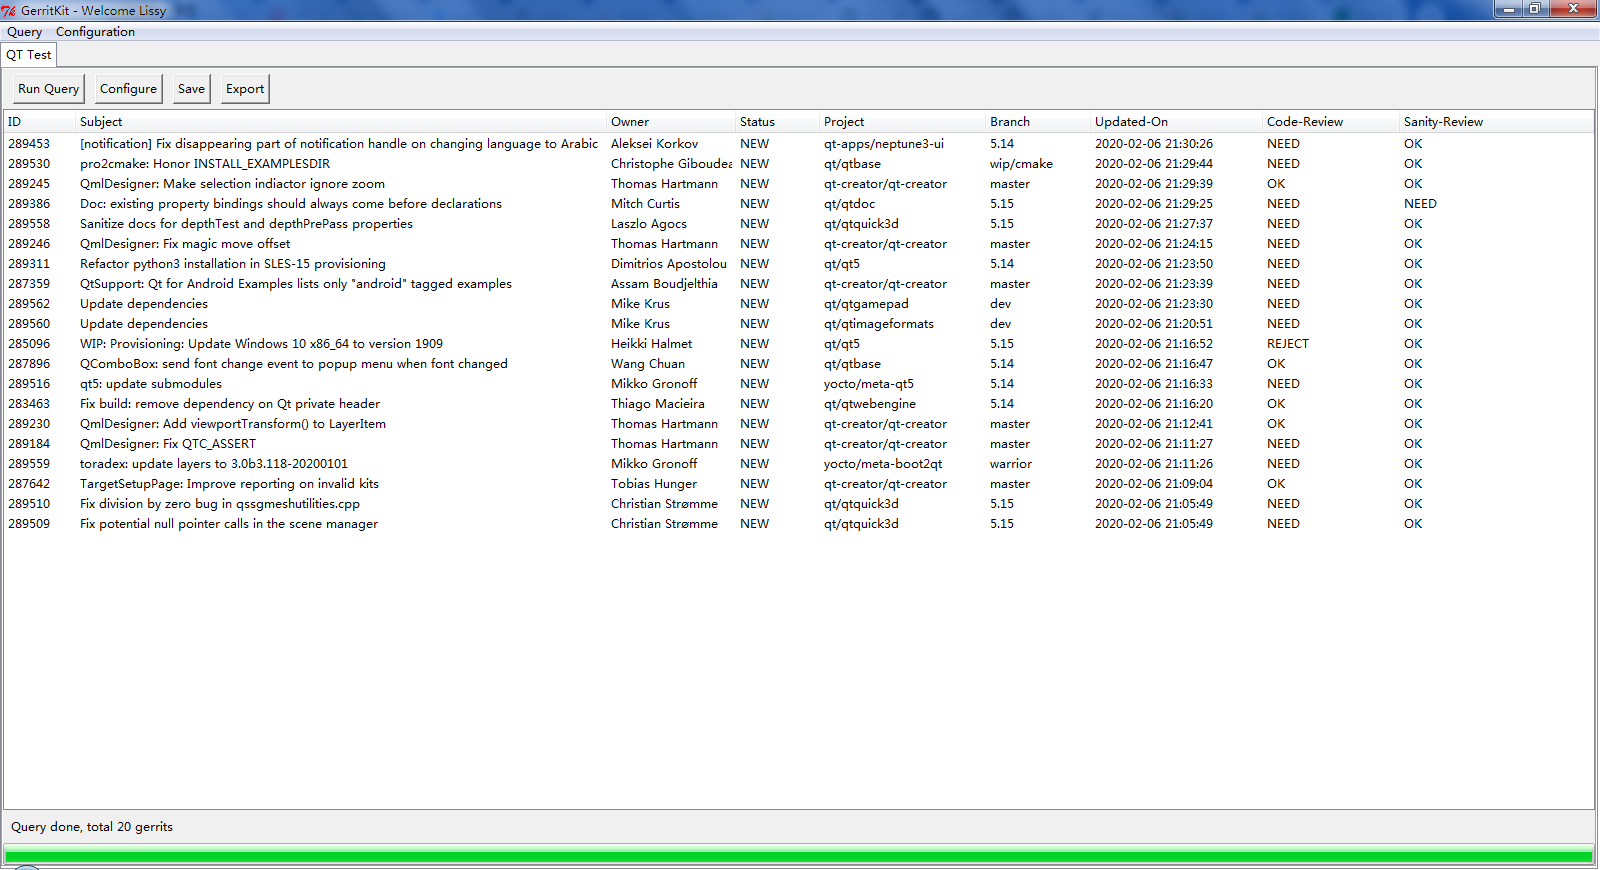 GerritKit - Welcome Lissy
Query Configuration
QT Test
Run Query Configure Save Export
ID Subject Owner Status Project Branch Updated-On Code-Review Sanity-Review
289453 [notification] Fix disappearing part of notification handle on changing language to Arabic Aleksei Korkov NEW qt-apps/neptune3-ui 5.14 2020-02-06 21:30:26 NEED OK
289530 pro2cmake: Honor INSTALL_EXAMPLESDIR Christophe Giboudea NEW qt/qtbase wip/cmake 2020-02-06 21:29:44 NEED OK
289245 QmlDesigner: Make selection indiactor ignore zoom Thomas Hartmann NEW qt-creator/qt-creator master 2020-02-06 21:29:39 OK OK
289386 Doc: existing property bindings should always come before declarations Mitch Curtis NEW qt/qtdoc 5.15 2020-02-06 21:29:25 NEED NEED
289558 Sanitize docs for depthTest and depthPrePass properties Laszlo Agocs NEW qt/qtquick3d 5.15 2020-02-06 21:27:37 NEED OK
289246 QmlDesigner: Fix magic move offset Thomas Hartmann NEW qt-creator/qt-creator master 2020-02-06 21:24:15 NEED OK
289311 Refactor python3 installation in SLES-15 provisioning Dimitrios Apostolou NEW qt/qt5 5.14 2020-02-06 21:23:50 NEED OK
287359 QtSupport: Qt for Android Examples lists only "android" tagged examples Assam Boudjelthia NEW qt-creator/qt-creator master 2020-02-06 21:23:39 NEED OK
289562 Update dependencies Mike Krus NEW qt/qtgamepad dev 2020-02-06 21:23:30 NEED OK
289560 Update dependencies Mike Krus NEW qt/qtimageformats dev 2020-02-06 21:20:51 NEED OK
285096 WIP: Provisioning: Update Windows 10 x86_64 to version 1909 Heikki Halmet NEW qt/qt5 5.15 2020-02-06 21:16:52 REJECT OK
287896 QComboBox: send font change event to popup menu when font changed Wang Chuan NEW qt/qtbase 5.14 2020-02-06 21:16:47 OK OK
289516 qt5: update submodules Mikko Gronoff NEW yocto/meta-qt5 5.14 2020-02-06 21:16:33 NEED OK
283463 Fix build: remove dependency on Qt private header Thiago Macieira NEW qt/qtwebengine 5.14 2020-02-06 21:16:20 OK OK
289230 QmlDesigner: Add viewportTransform() to LayerItem Thomas Hartmann NEW qt-creator/qt-creator master 2020-02-06 21:12:41 OK OK
289184 QmlDesigner: Fix QTC_ASSERT Thomas Hartmann NEW qt-creator/qt-creator master 2020-02-06 21:11:27 NEED OK
289559 toradex: update layers to 3.0b3.118-20200101 Mikko Gronoff NEW yocto/meta-boot2qt warrior 2020-02-06 21:11:26 NEED OK
287642 TargetSetupPage: Improve reporting on invalid kits Tobias Hunger NEW qt-creator/qt-creator master 2020-02-06 21:09:04 OK OK
289510 Fix division by zero bug in qssgmeshutilities.cpp Christian Strømme NEW qt/qtquick3d 5.15 2020-02-06 21:05:49 NEED OK
289509 Fix potential null pointer calls in the scene manager Christian Strømme NEW qt/qtquick3d 5.15 2020-02-06 21:05:49 NEED OK
Query done, total 20 gerrits